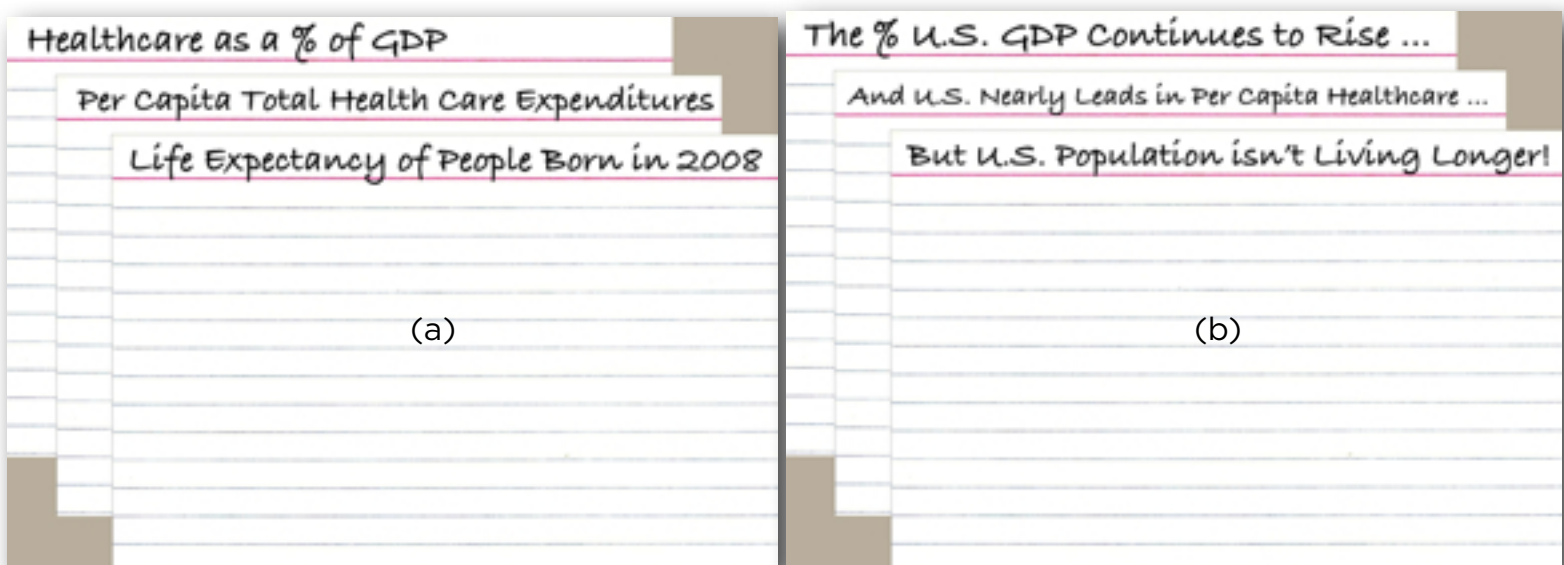 Healthcare as a % of GDP
Per Capita Total Health Care Expenditures
Life Expectancy of People Born in 2008
(a)
The % U.S. GDP Continues to Rise ...
And U.S. Nearly Leads in Per Capita Healthcare ...
But U.S. Population isn't Living Longer!
(b)